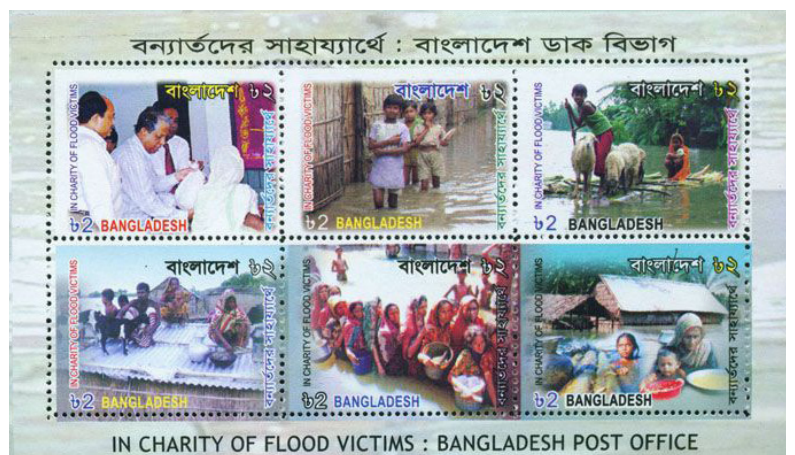 বন্যার্তদের সাহায্যার্থে : বাংলাদেশ ডাক বিভাগ
বাংলাদেশ ৳২
IN CHARITY OF FLOOD VICTIMS
বন্যার্তদের সাহায্যার্থে
৳2 BANGLADESH
বাংলাদেশ ৳২
IN CHARITY OF FLOOD VICTIMS
বন্যার্তদের সাহায্যার্থে
৳2 BANGLADESH
বাংলাদেশ ৳২
IN CHARITY OF FLOOD VICTIMS
বন্যার্তদের সাহায্যার্থে
৳2 BANGLADESH
বাংলাদেশ ৳২
IN CHARITY OF FLOOD VICTIMS
বন্যার্তদের সাহায্যার্থে
৳2 BANGLADESH
বাংলাদেশ ৳২
IN CHARITY OF FLOOD VICTIMS
বন্যার্তদের সাহায্যার্থে
৳2 BANGLADESH
বাংলাদেশ ৳২
IN CHARITY OF FLOOD VICTIMS
বন্যার্তদের সাহায্যার্থে
৳2 BANGLADESH
IN CHARITY OF FLOOD VICTIMS : BANGLADESH POST OFFICE